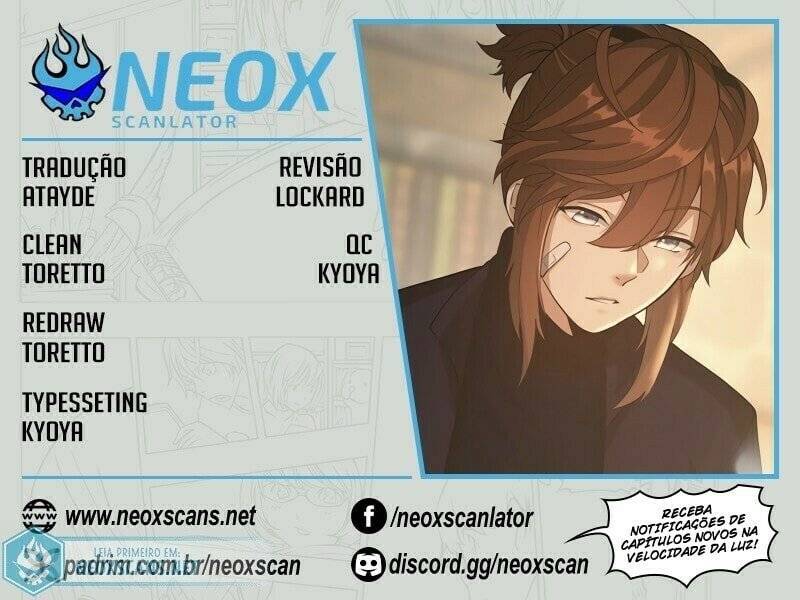 NEOX
SCANLATOR
TRADUÇÃO
ATAYDE
REVISÃO
LOCKARD
CLEAN
TORETTO
QC
KYOYA
REDRAW
TORETTO
TYPESSETING
KYOYA
www.neoxscans.net
/neoxscanlator
LEIA PRIMEIRO EM:
padrim.com.br/neoxscan
discord.gg/neoxscan
RECEBA
NOTIFICAÇÕES DE
CAPÍTULOS NOVOS NA
VELOCIDADE DA LUZ!